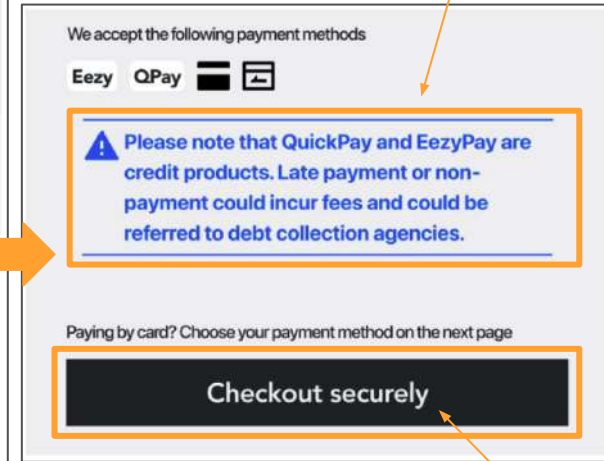 We accept the following payment methods
Eezy QPay
Please note that QuickPay and EezyPay are
credit products. Late payment or non-
payment could incur fees and could be
referred to debt collection agencies.
Paying by card? Choose your payment method on the next page
Checkout securely